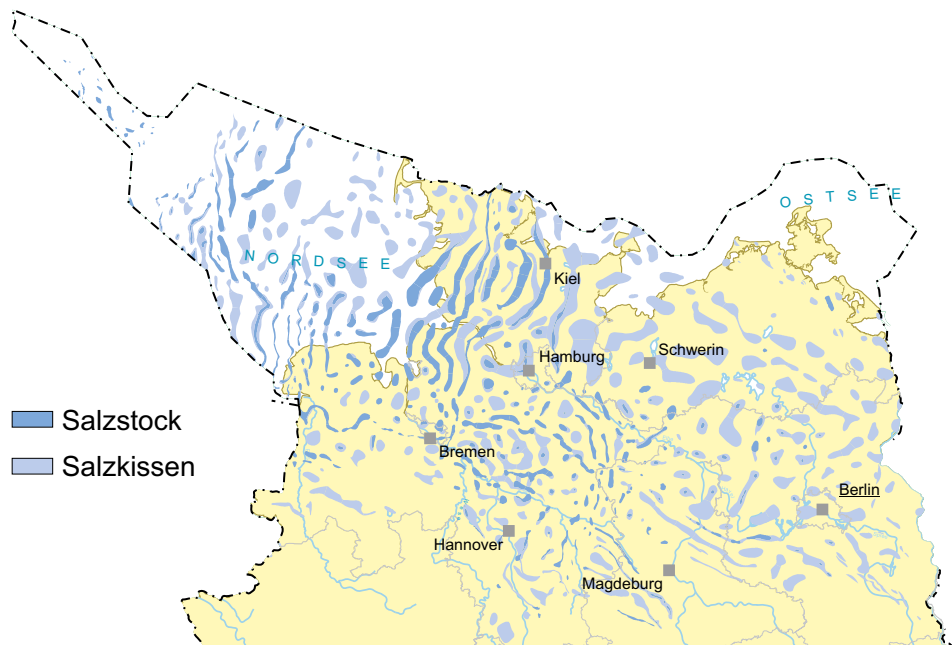 OSTSEE
NORDSEE
Kiel
Hamburg
Schwerin
Salzstock
Bremen
Salzkissen
Berlin
Hannover
Magdeburg